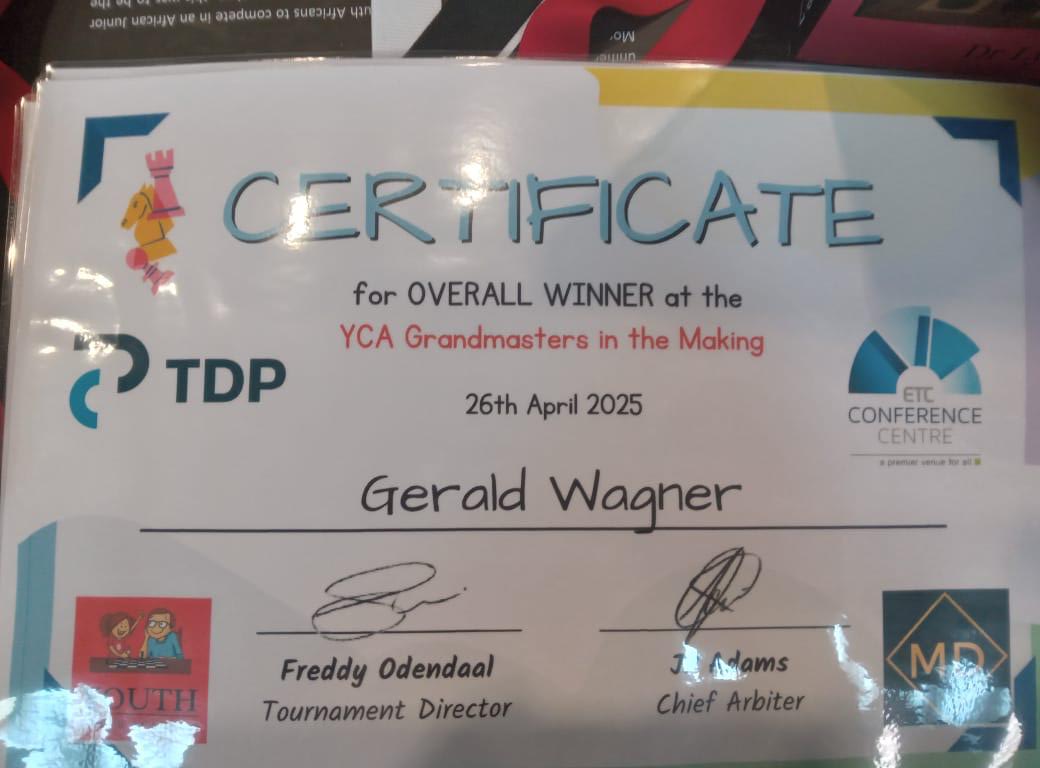 uth Africans to compete in an African Junior
CERTIFICATE
for OVERALL WINNER at the
YCA Grandmasters in the Making
TDP
26th April 2025
ETC
CONFERENCE
CENTRE
a premier venue for all
Gerald Wagner
Freddy Odendaal
Adams
Tournament Director
Chief Arbiter
OUTH
MD